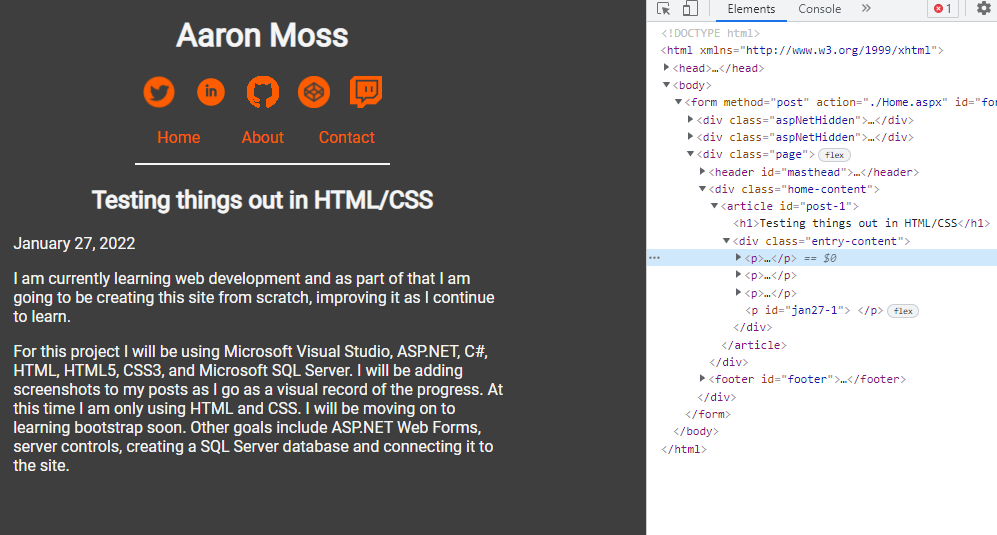 Aaron Moss
Home About Contact
Testing things out in HTML/CSS
January 27, 2022
I am currently learning web development and as part of that I am
going to be creating this site from scratch, improving it as I continue
to learn.
For this project I will be using Microsoft Visual Studio, ASP.NET, C#,
HTML, HTML5, CSS3, and Microsoft SQL Server. I will be adding
screenshots to my posts as I go as a visual record of the progress. At
this time I am only using HTML and CSS. I will be moving on to
learning bootstrap soon. Other goals include ASP.NET Web Forms,
server controls, creating a SQL Server database and connecting it to
the site.
Elements Console » 1
<!DOCTYPE html>
<html xmlns="http://www.w3.org/1999/xhtml">
<head>…</head>
<body>
<form method="post" action="./Home.aspx" id="for
<div class="aspNetHidden">…</div>
<div class="aspNetHidden">…</div>
<div class="page"> flex
<header id="masthead">…</header>
<div class="home-content">
<article id="post-1">
<h1>Testing things out in HTML/CSS</h1>
<div class="entry-content">
… <p>…</p> == $0
<p>…</p>
<p>…</p>
<p id="jan27-1"> </p> flex
</div>
</article>
</div>
<footer id="footer">…</footer>
</div>
</form>
</body>
</html>